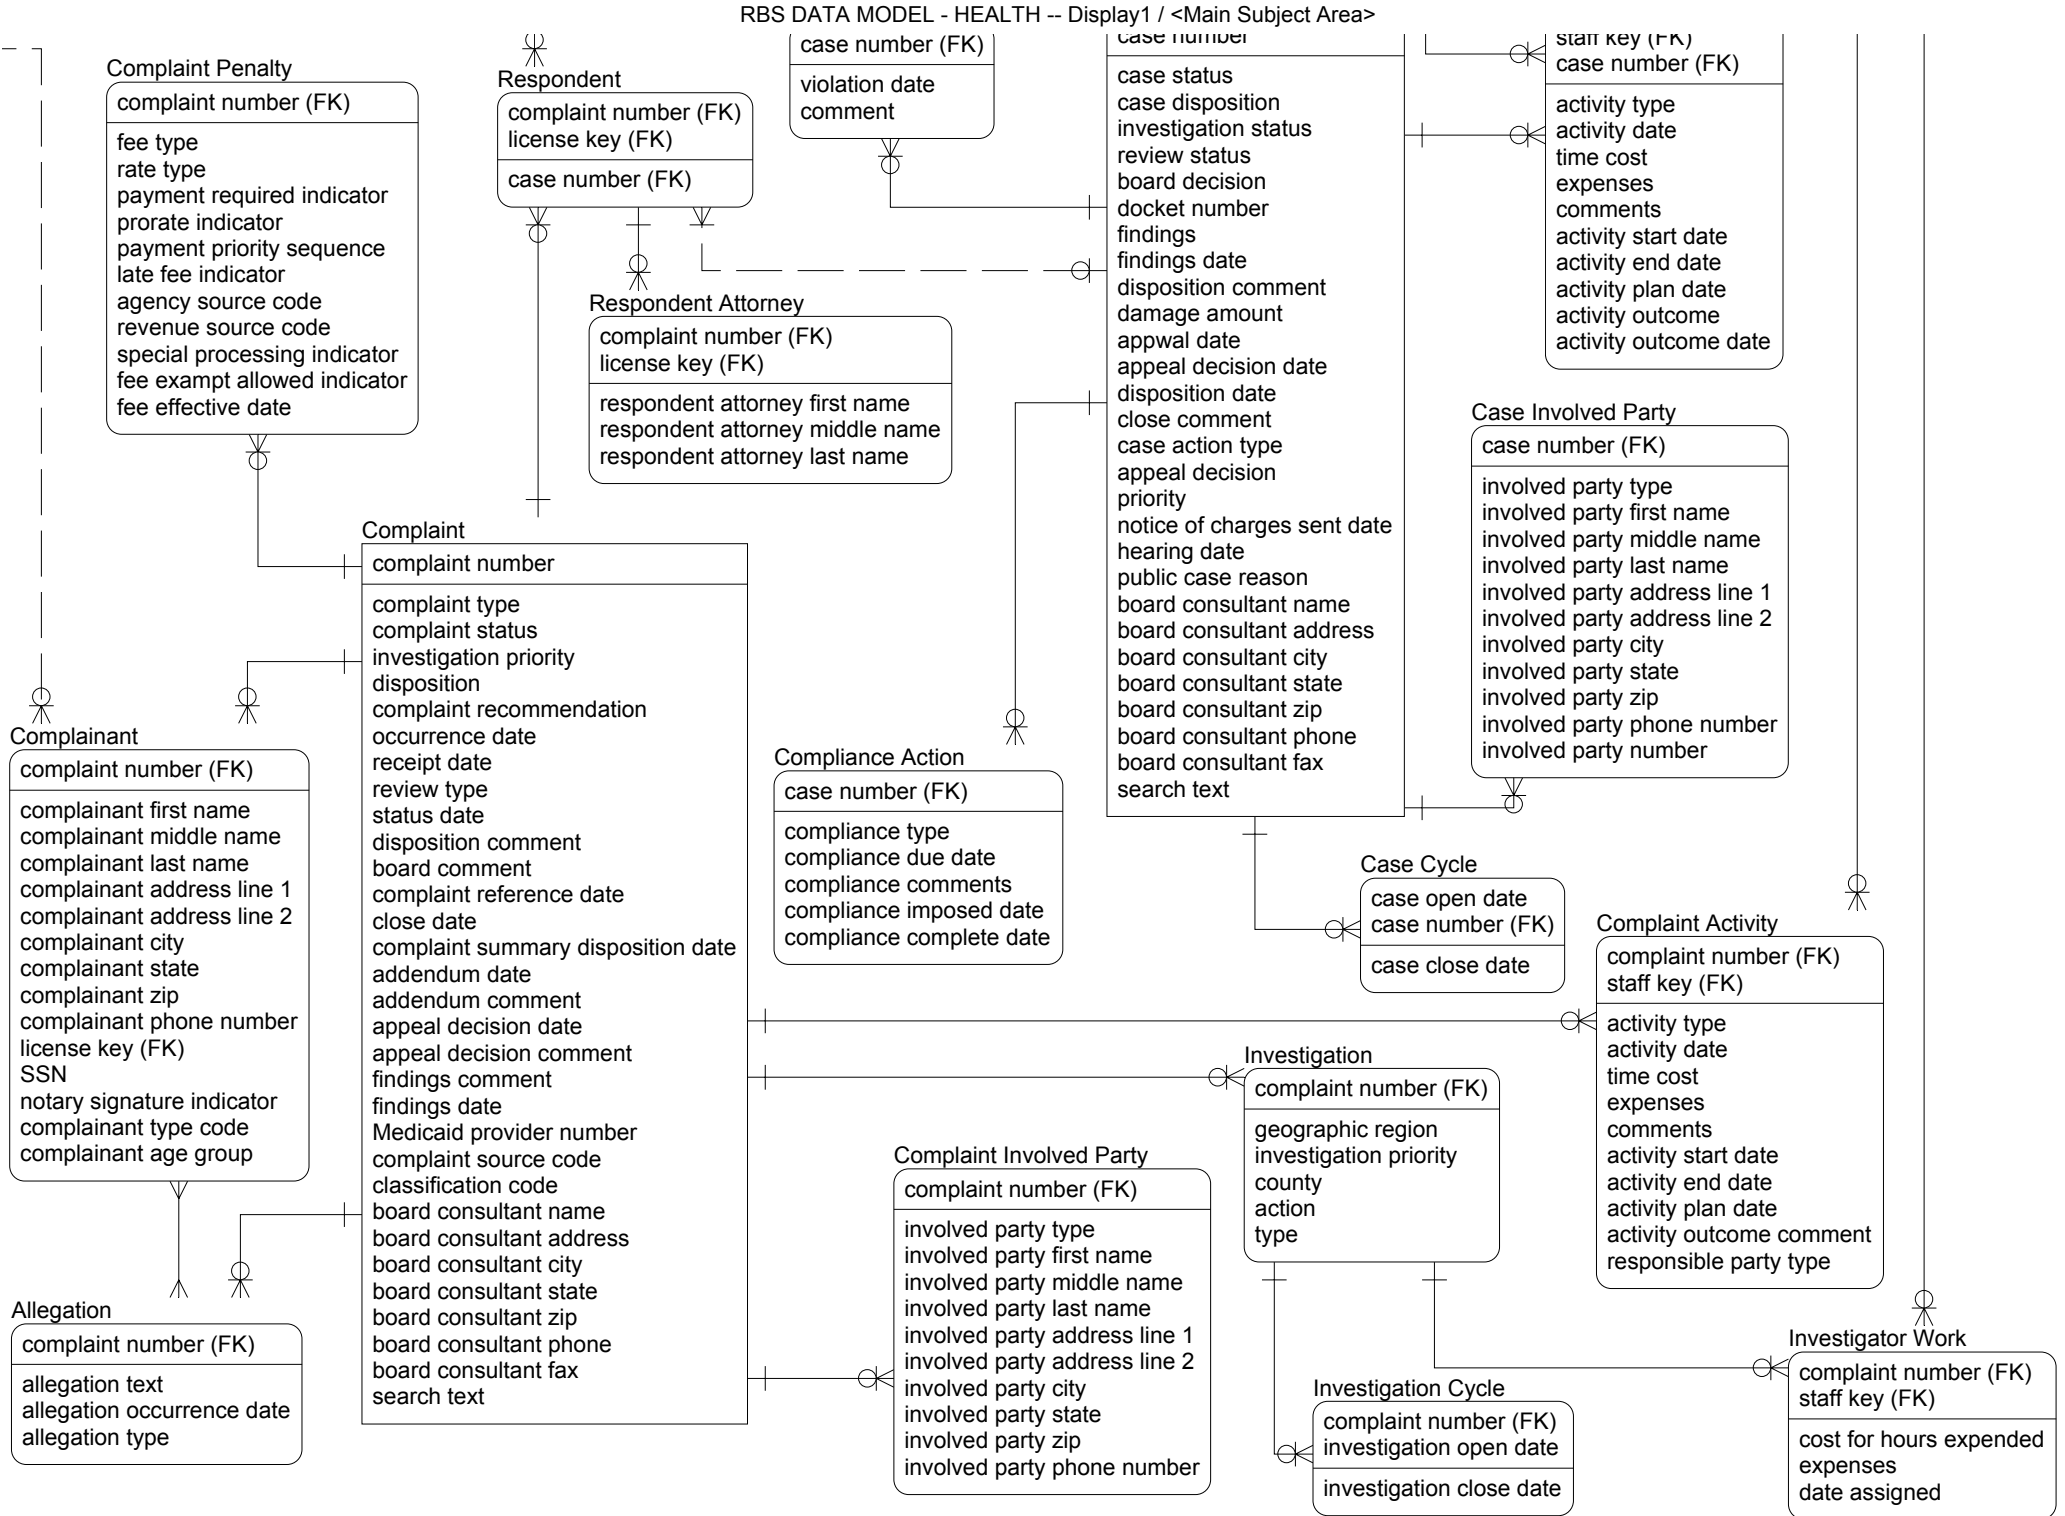 RBS DATA MODEL - HEALTH -- Display1 / <Main Subject Area>
Complaint Penalty
complaint number (FK)
fee type
rate type
payment required indicator
prorate indicator
payment priority sequence
late fee indicator
agency source code
revenue source code
special processing indicator
fee exampt allowed indicator
fee effective date
Respondent
complaint number (FK)
license key (FK)
case number (FK)
case number (FK)
violation date
comment
Respondent Attorney
complaint number (FK)
license key (FK)
respondent attorney first name
respondent attorney middle name
respondent attorney last name
case number
case status
case disposition
investigation status
review status
board decision
docket number
findings
findings date
disposition comment
damage amount
appwal date
appeal decision date
disposition date
close comment
case action type
appeal decision
priority
notice of charges sent date
hearing date
public case reason
board consultant name
board consultant address
board consultant city
board consultant state
board consultant zip
board consultant phone
board consultant fax
search text
staff key (FK)
case number (FK)
activity type
activity date
time cost
expenses
comments
activity start date
activity end date
activity plan date
activity outcome
activity outcome date
Case Involved Party
case number (FK)
involved party type
involved party first name
involved party middle name
involved party last name
involved party address line 1
involved party address line 2
involved party city
involved party state
involved party zip
involved party phone number
involved party number
Complaint
complaint number
complaint type
complaint status
investigation priority
disposition
complaint recommendation
occurrence date
receipt date
review type
status date
disposition comment
board comment
complaint reference date
close date
complaint summary disposition date
addendum date
addendum comment
appeal decision date
appeal decision comment
findings comment
findings date
Medicaid provider number
complaint source code
classification code
board consultant name
board consultant address
board consultant city
board consultant state
board consultant zip
board consultant phone
board consultant fax
search text
Complainant
complaint number (FK)
complainant first name
complainant middle name
complainant last name
complainant address line 1
complainant address line 2
complainant city
complainant state
complainant zip
complainant phone number
license key (FK)
SSN
notary signature indicator
complainant type code
complainant age group
Compliance Action
case number (FK)
compliance type
compliance due date
compliance comments
compliance imposed date
compliance complete date
Case Cycle
case open date
case number (FK)
case close date
Complaint Activity
complaint number (FK)
staff key (FK)
activity type
activity date
time cost
expenses
comments
activity start date
activity end date
activity plan date
activity outcome comment
responsible party type
Investigation
complaint number (FK)
geographic region
investigation priority
county
action
type
Complaint Involved Party
complaint number (FK)
involved party type
involved party first name
involved party middle name
involved party last name
involved party address line 1
involved party address line 2
involved party city
involved party state
involved party zip
involved party phone number
Allegation
complaint number (FK)
allegation text
allegation occurrence date
allegation type
Investigation Cycle
complaint number (FK)
investigation open date
investigation close date
Investigator Work
complaint number (FK)
staff key (FK)
cost for hours expended
expenses
date assigned